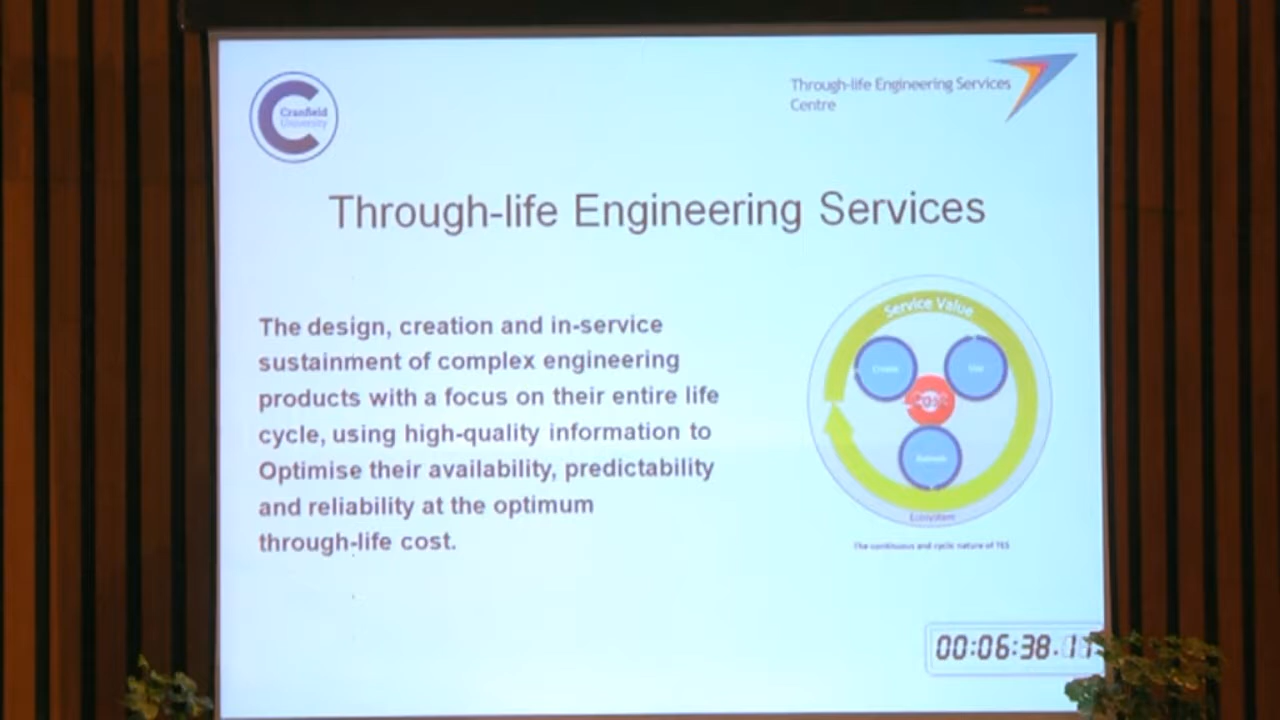 Cranfield
University
Through-life Engineering Services
Centre
Through-life Engineering Services
The design, creation and in-service
sustainment of complex engineering
products with a focus on their entire life
cycle, using high-quality information to
Optimise their availability, predictability
and reliability at the optimum
through-life cost.
Service Value
Create
Ecosystem
The continuous and cyclic nature of TES
00:06:38.11